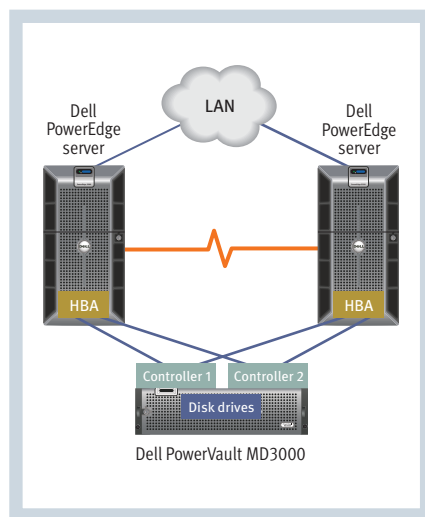 LAN
Dell
PowerEdge
server
Dell
PowerEdge
server
HBA
HBA
Controller 1
Controller 2
Disk drives
Dell PowerVault MD3000